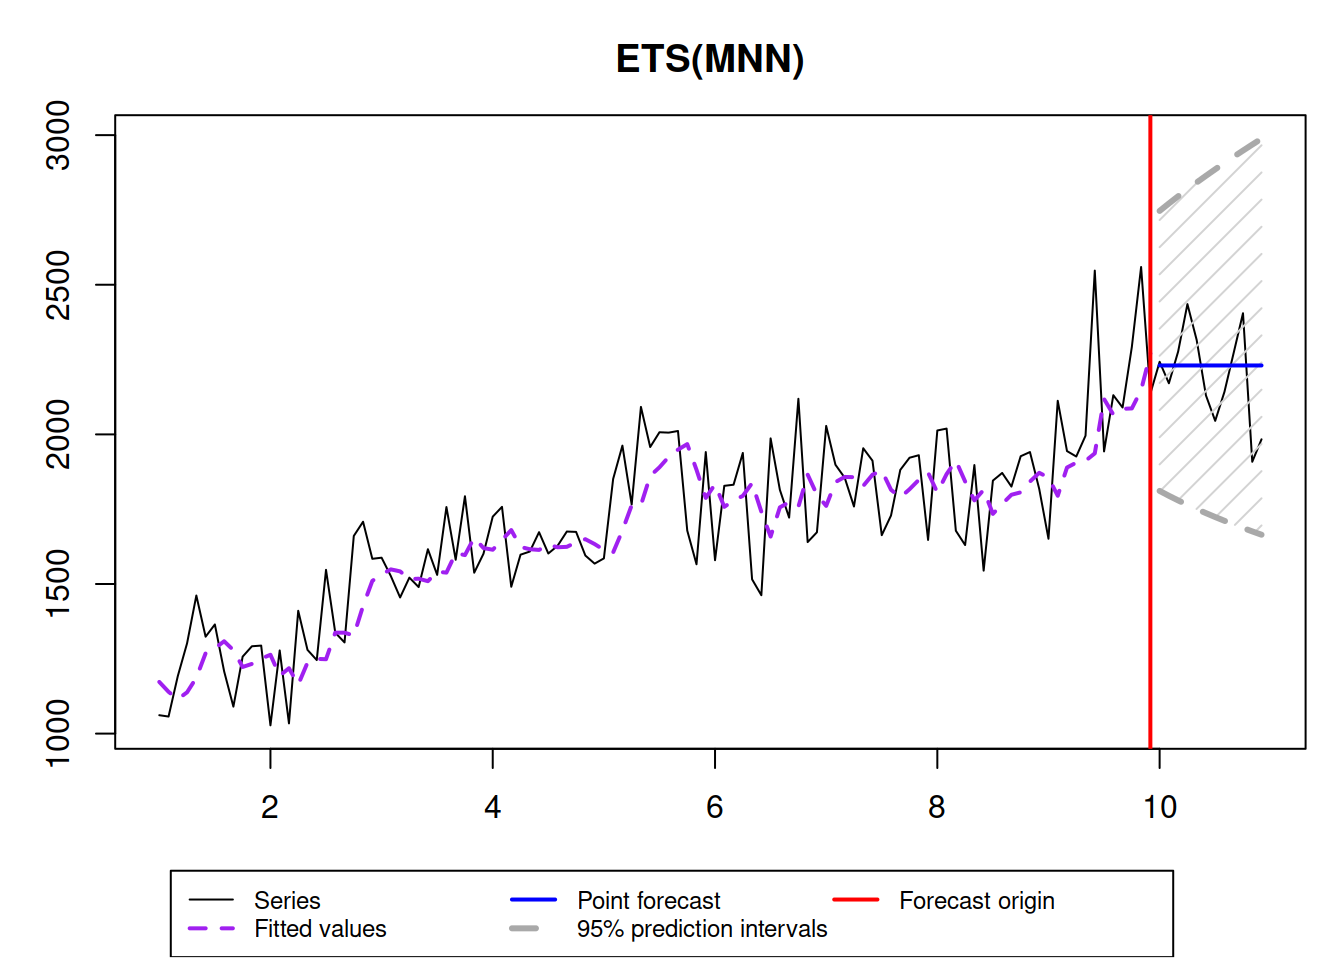 ETS(MNN)
3000
2500
2000
1500
1000
2 4 6 8 10
Series Point forecast Forecast origin
Fitted values 95% prediction intervals